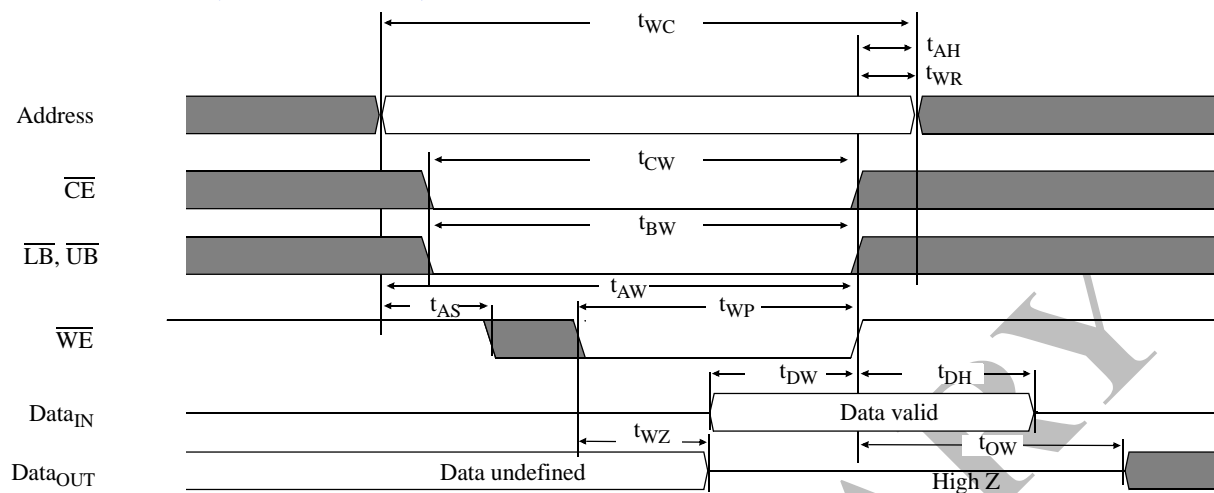 tWC
tAH
tWR
Address
tCW
CE
tBW
LB, UB
tAW
tAS
tWP
WE
tDW
tDH
DataIN
Data valid
tWZ
tOW
DataOUT
Data undefined
High Z